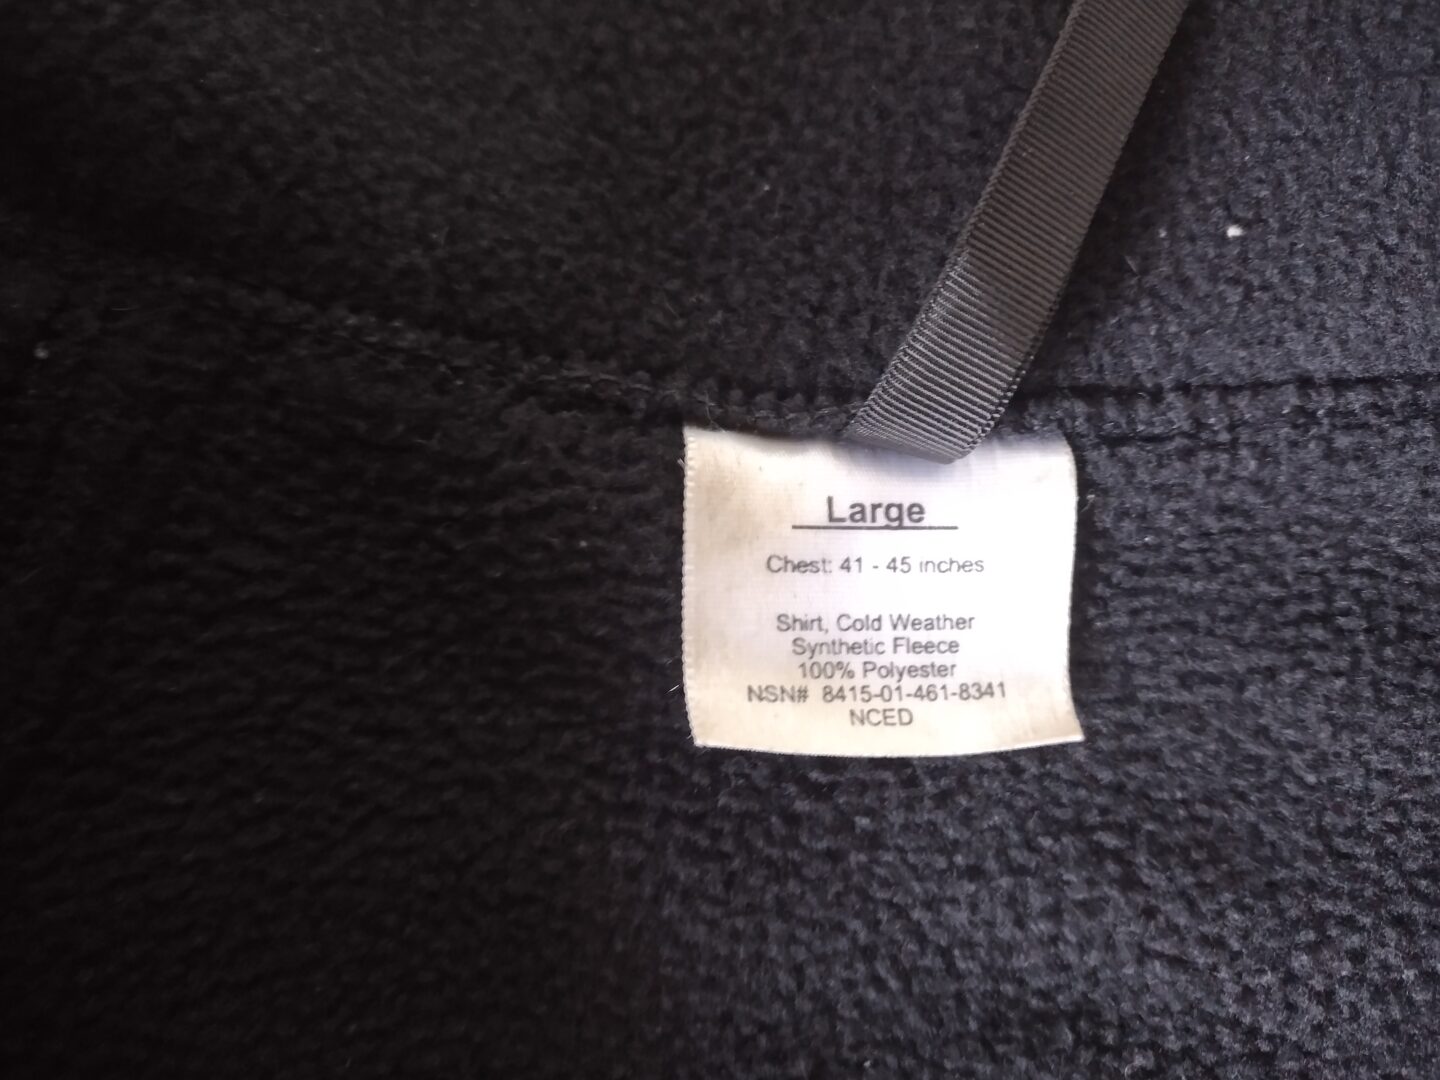 Large
Chest: 41 - 45 inches
Shirt, Cold Weather
Synthetic Fleece
100% Polyester
NSN# 8415-01-461-8341
NCED